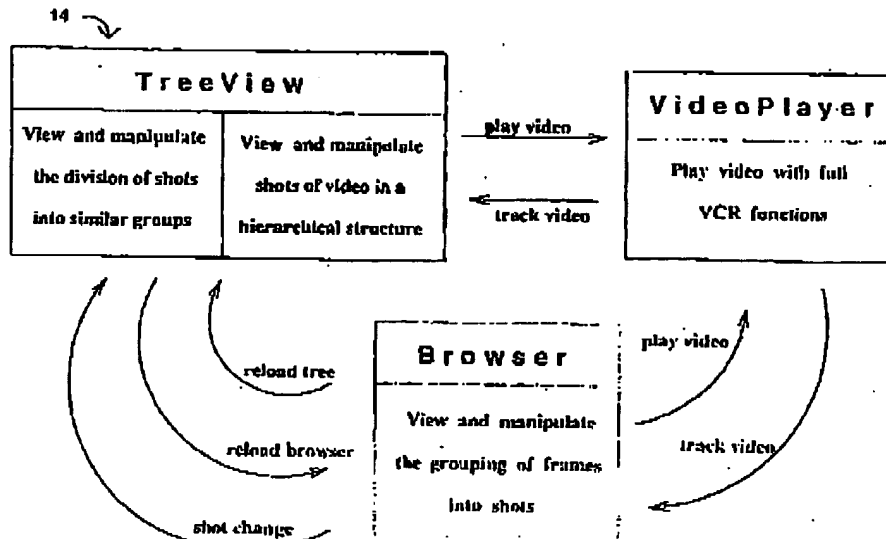 14
TreeView
View and manipulate
the division of shots
into similar groups
View and manipulate
shots of video in a
hierarchical structure
play video
track video
VideoPlayer
Play video with full
VCR functions
reload tree
reload browser
shot change
Browser
View and manipulate
the grouping of frames
into shots
play video
track video